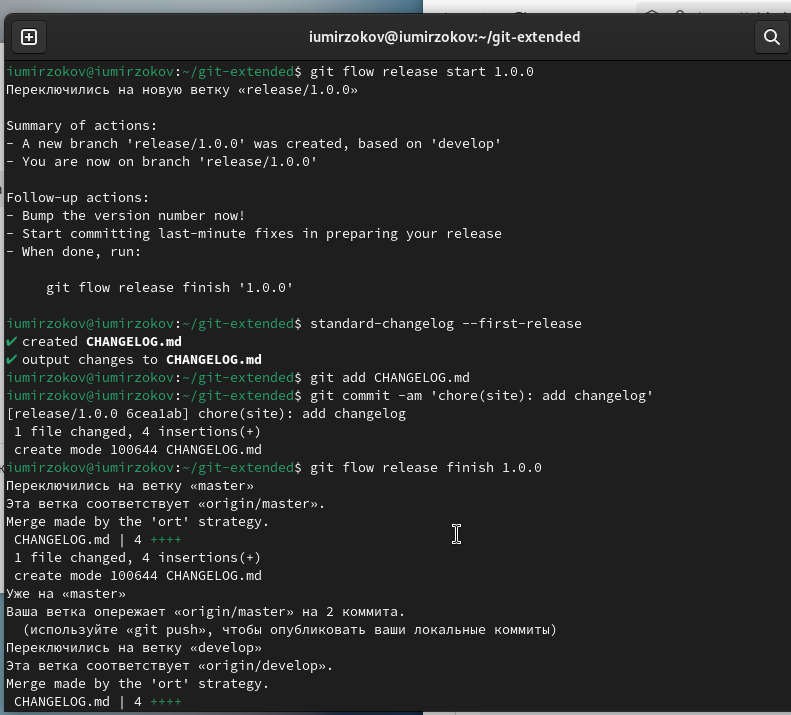 iumirzokov@iumirzokov:~/git-extended
iumirzokov@iumirzokov:~/git-extended$ git flow release start 1.0.0
Переключились на новую ветку «release/1.0.0»
Summary of actions:
- A new branch 'release/1.0.0' was created, based on 'develop'
- You are now on branch 'release/1.0.0'
Follow-up actions:
- Bump the version number now!
- Start committing last-minute fixes in preparing your release
- When done, run:
git flow release finish '1.0.0'
iumirzokov@iumirzokov:~/git-extended$ standard-changelog --first-release
✔ created CHANGELOG.md
✔ output changes to CHANGELOG.md
iumirzokov@iumirzokov:~/git-extended$ git add CHANGELOG.md
iumirzokov@iumirzokov:~/git-extended$ git commit -am 'chore(site): add changelog'
[release/1.0.0 6cea1ab] chore(site): add changelog
1 file changed, 4 insertions(+)
create mode 100644 CHANGELOG.md
iumirzokov@iumirzokov:~/git-extended$ git flow release finish 1.0.0
Переключились на ветку «master»
Эта ветка соответствует «origin/master».
Merge made by the 'ort' strategy.
CHANGELOG.md | 4 ++++
1 file changed, 4 insertions(+)
create mode 100644 CHANGELOG.md
Уже на «master»
Ваша ветка опережает «origin/master» на 2 коммита.
(используйте «git push», чтобы опубликовать ваши локальные коммиты)
Переключились на ветку «develop»
Эта ветка соответствует «origin/develop».
Merge made by the 'ort' strategy.
CHANGELOG.md | 4 ++++